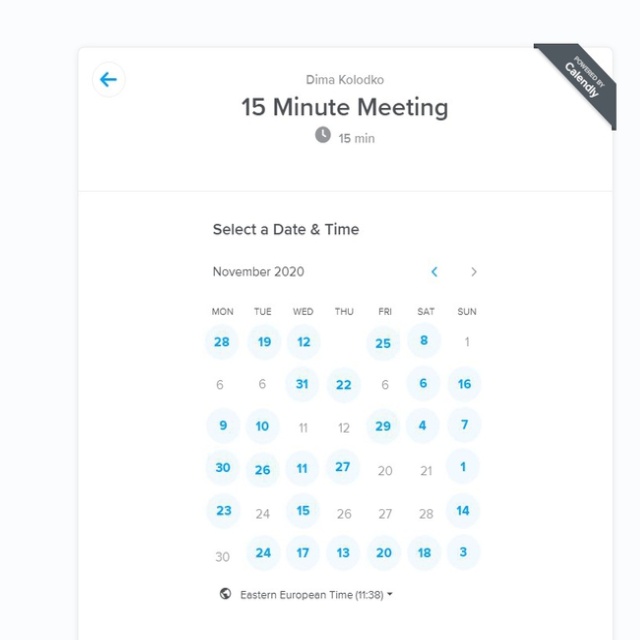 Dima Kolodko
POWERED BY
Calendly
15 Minute Meeting
15 min
Select a Date & Time
November 2020
MON TUE WED THU FRI SAT SUN
28 19 12 25 8 1
6 6 31 22 6 6 16
9 10 11 12 29 4 7
30 26 11 27 20 21 1
23 24 15 26 27 28 14
30 24 17 13 20 18 3
Eastern European Time (11:38)